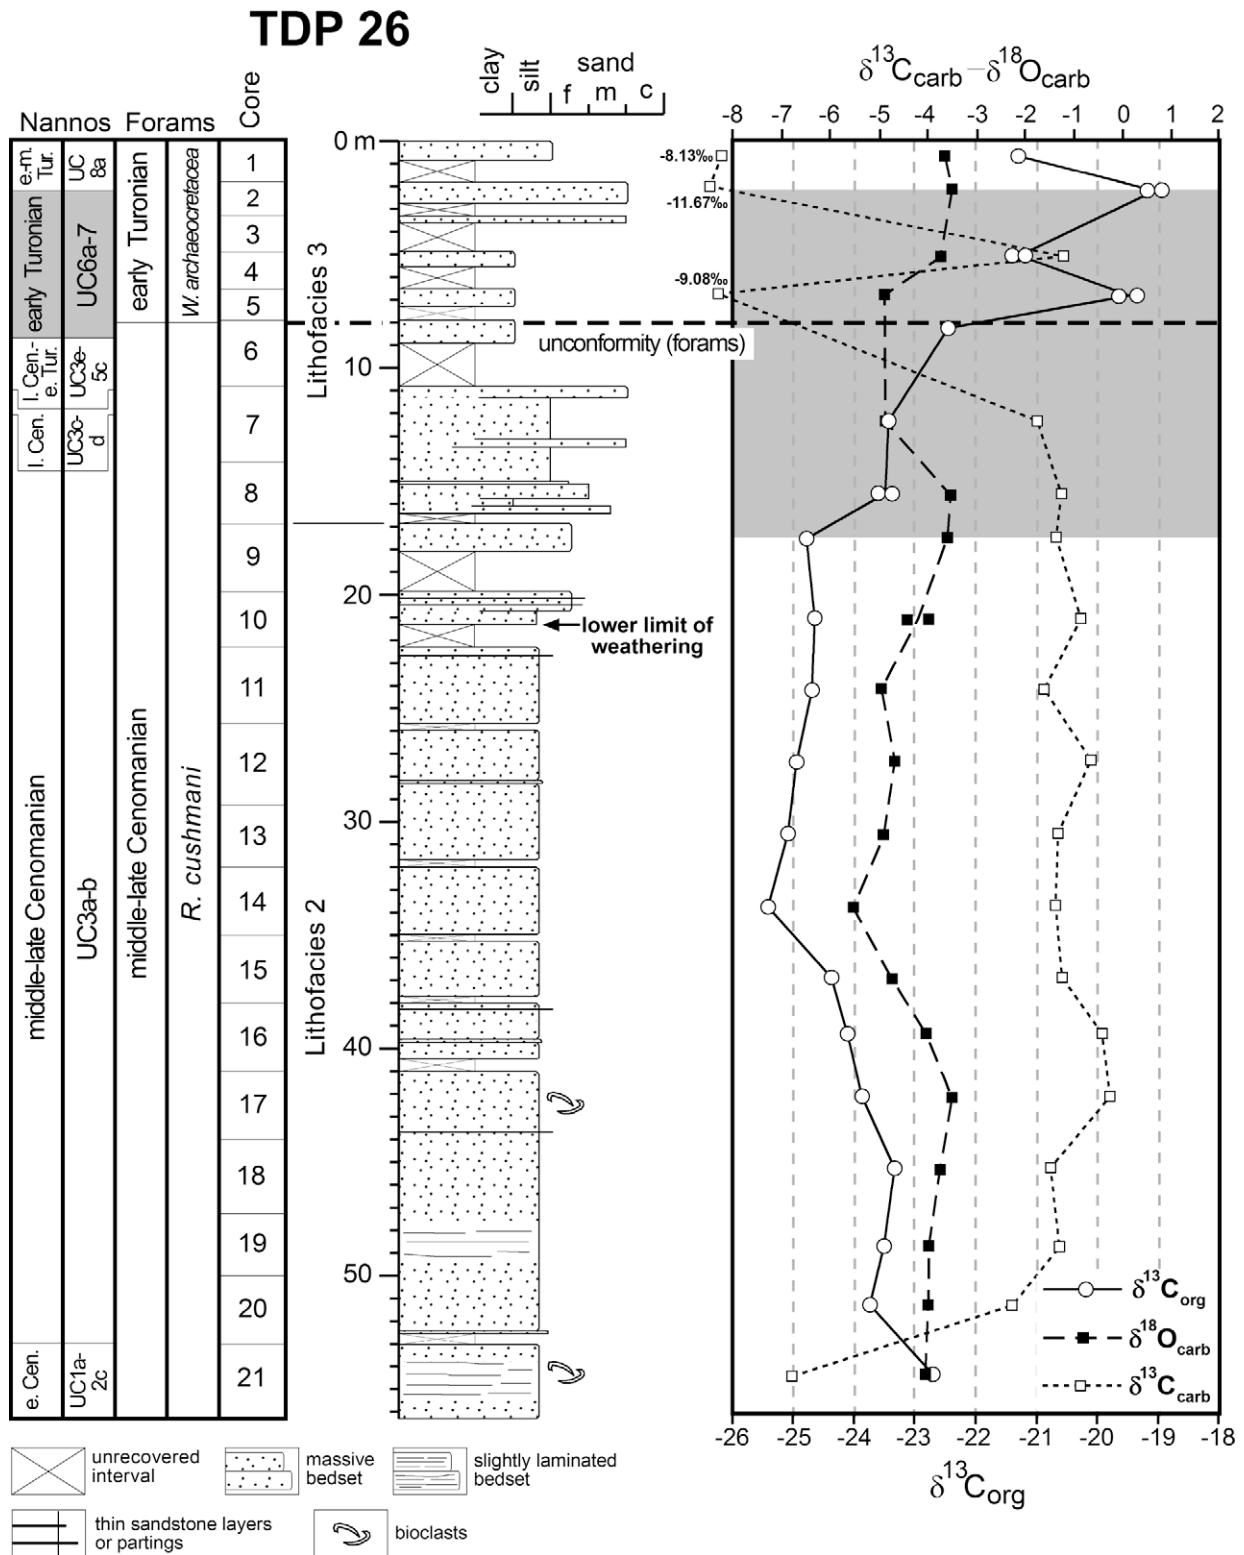 TDP 26
clay
silt
sand
f m c
δ13Ccarb–δ18Ocarb
Nannos Forams Core
-8 -7 -6 -5 -4 -3 -2 -1 0 1 2
0 m
10
20
30
40
50
e.-m. Tur.
UC 8a
early Turonian
UC6a-7
l. Cen.- e. Tur.
UC3e- 5c
l. Cen.
UC3c- d
middle-late Cenomanian
UC3a-b
e. Cen.
UC1a- 2c
early Turonian
W. archaeocretacea
middle-late Cenomanian
R. cushmani
1
2
3
4
5
6
7
8
9
10
11
12
13
14
15
16
17
18
19
20
21
Lithofacies 3
Lithofacies 2
-8.13‰
-11.67‰
-9.08‰
unconformity (forams)
lower limit of
weathering
δ13Corg
δ18Ocarb
δ13Ccarb
-26 -25 -24 -23 -22 -21 -20 -19 -18
δ13Corg
unrecovered
interval
massive
bedset
slightly laminated
bedset
thin sandstone layers
or partings
bioclasts